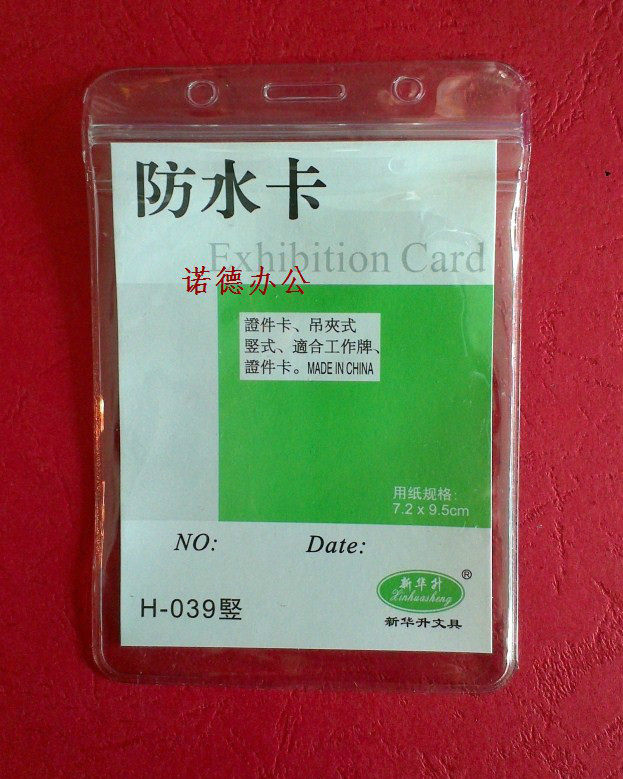 防水卡
Exhibition Card
诺德办公
證件卡、吊夾式
竖式、適合工作牌、
證件卡。MADE IN CHINA
用纸规格:
7.2 x 9.5cm
NO: Date:
新华升 ®
Xinhuasheng
H-039竪
新华升文具